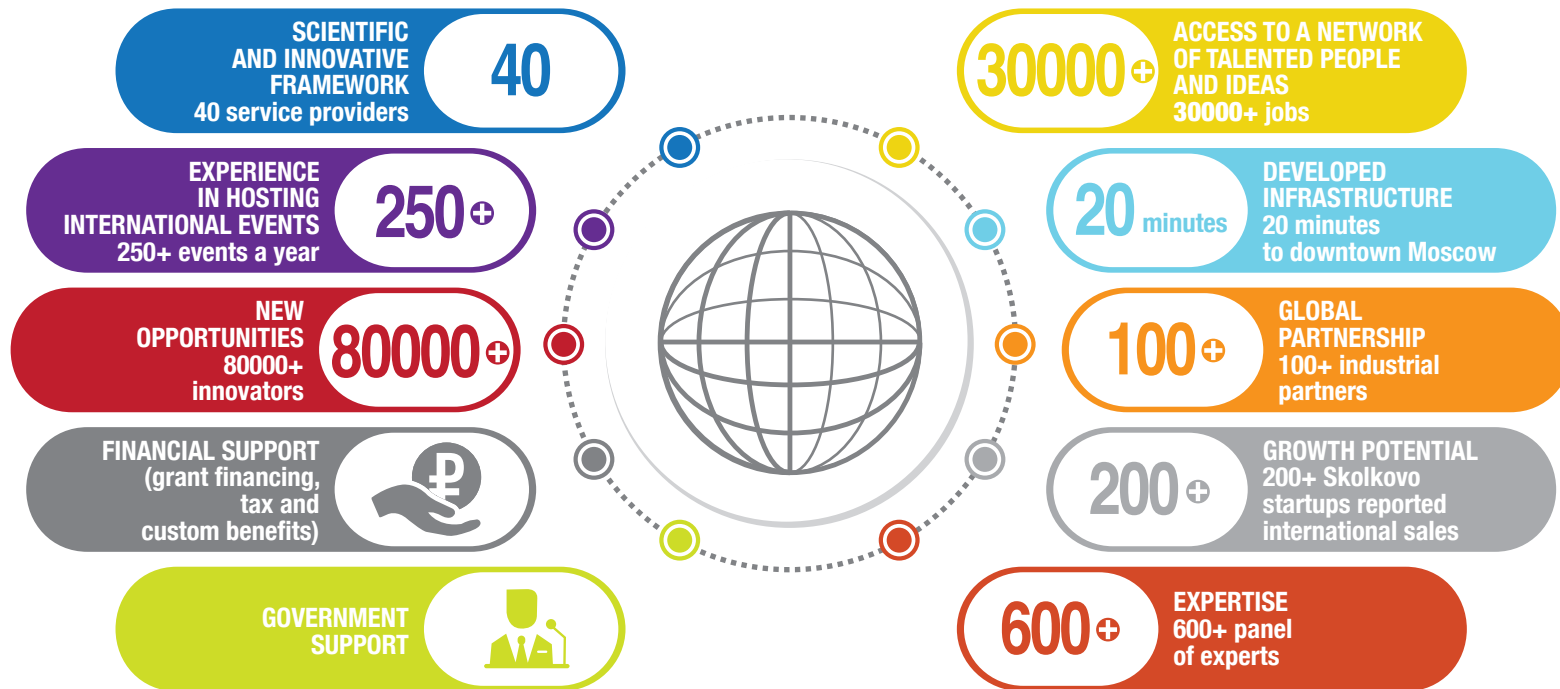 SCIENTIFIC
AND INNOVATIVE
FRAMEWORK
40 service providers
40
EXPERIENCE
IN HOSTING
INTERNATIONAL EVENTS
250+ events a year
250+
NEW
OPPORTUNITIES
80000+
innovators
80000+
FINANCIAL SUPPORT
(grant financing,
tax and
custom benefits)
₽
GOVERNMENT
SUPPORT
30000+
ACCESS TO A NETWORK
OF TALENTED PEOPLE
AND IDEAS
30000+ jobs
20 minutes
DEVELOPED
INFRASTRUCTURE
20 minutes
to downtown Moscow
100+
GLOBAL
PARTNERSHIP
100+ industrial
partners
200+
GROWTH POTENTIAL
200+ Skolkovo
startups reported
international sales
600+
EXPERTISE
600+ panel
of experts